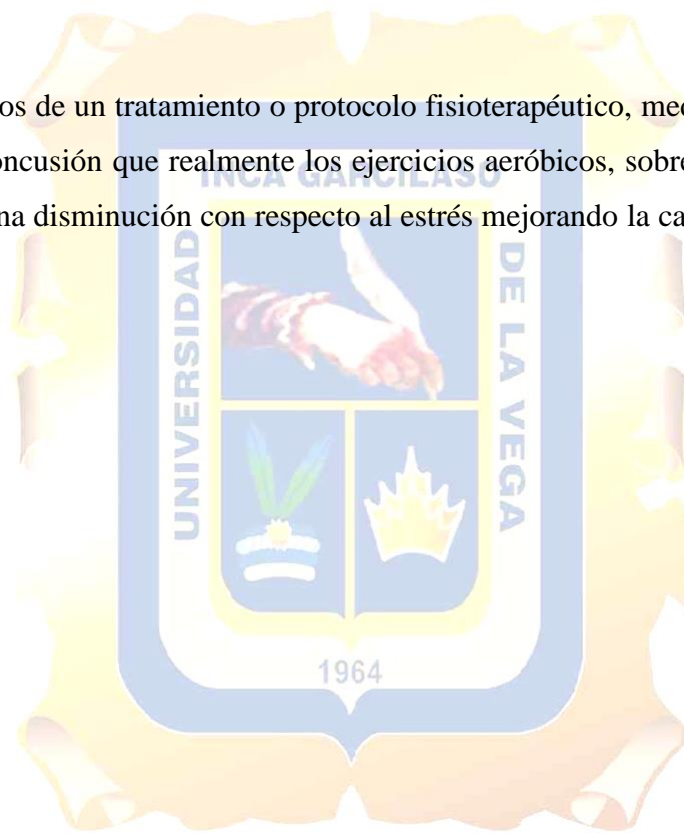 os de un tratamiento o protocolo fisioterapéutico, med
oncusión que realmente los ejercicios aeróbicos, sobre
INCA GARCILASO
na disminución con respecto al estrés mejorando la ca
UNIVERSIDAD
DE LA VEGA
1964